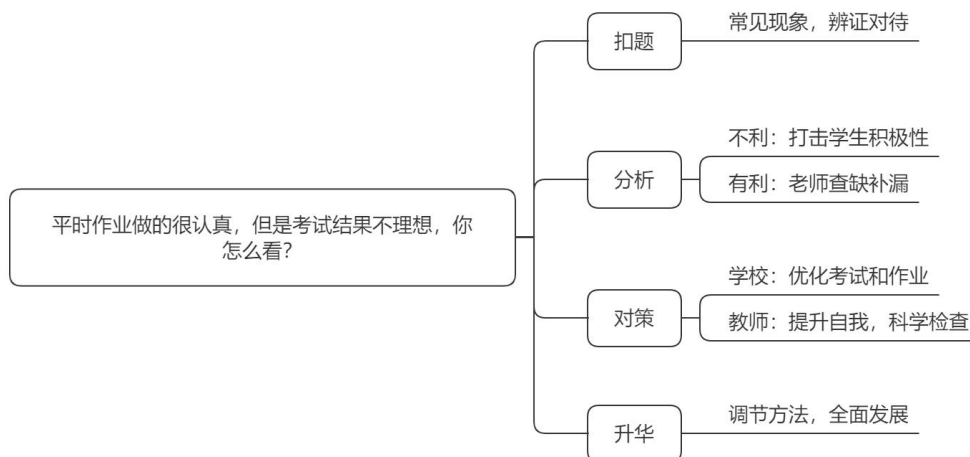 平时作业做的很认真，但是考试结果不理想，你
怎么看？
扣题
常见现象，辨证对待
分析
不利：打击学生积极性
有利：老师查缺补漏
对策
学校：优化考试和作业
教师：提升自我，科学检查
升华
调节方法，全面发展